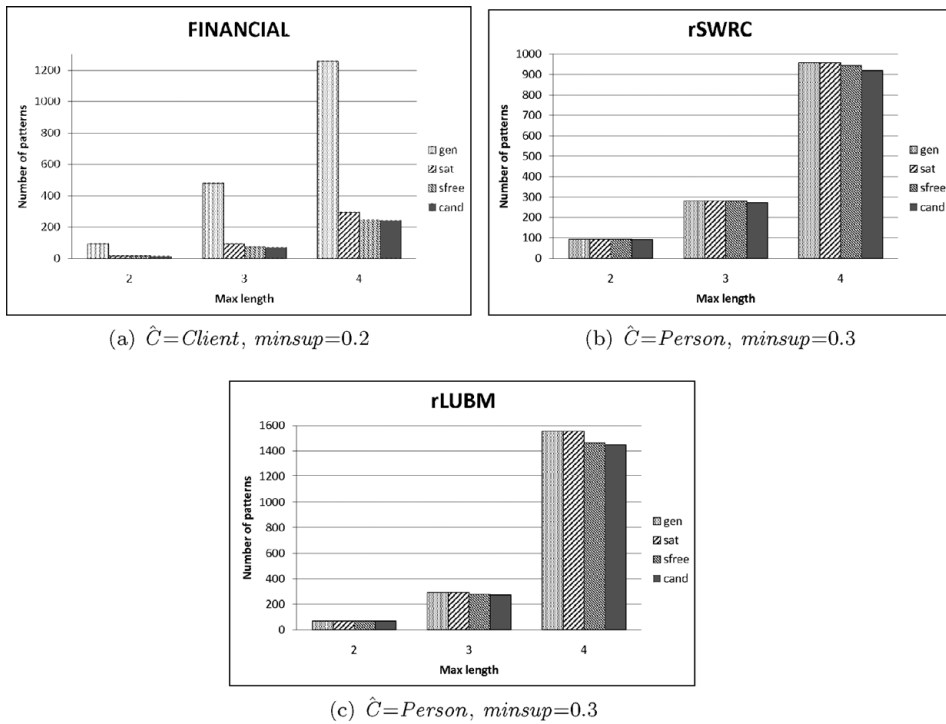 FINANCIAL
Number of patterns
1200
1000
800
600
400
200
0
2 3 4
Max length
gen
sat
sfree
cand
(a) Ĉ=Client, minsup=0.2
rSWRC
Number of patterns
1000
900
800
700
600
500
400
300
200
100
0
2 3 4
Max length
gen
sat
sfree
cand
(b) Ĉ=Person, minsup=0.3
rLUBM
Number of patterns
1600
1400
1200
1000
800
600
400
200
0
2 3 4
Max length
gen
sat
sfree
cand
(c) Ĉ=Person, minsup=0.3